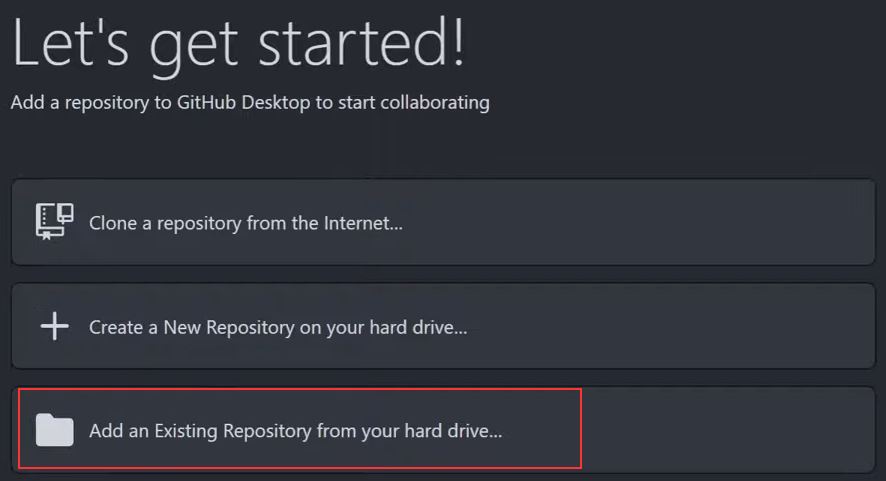 Let's get started!
Add a repository to GitHub Desktop to start collaborating
Clone a repository from the Internet...
Create a New Repository on your hard drive...
Add an Existing Repository from your hard drive...